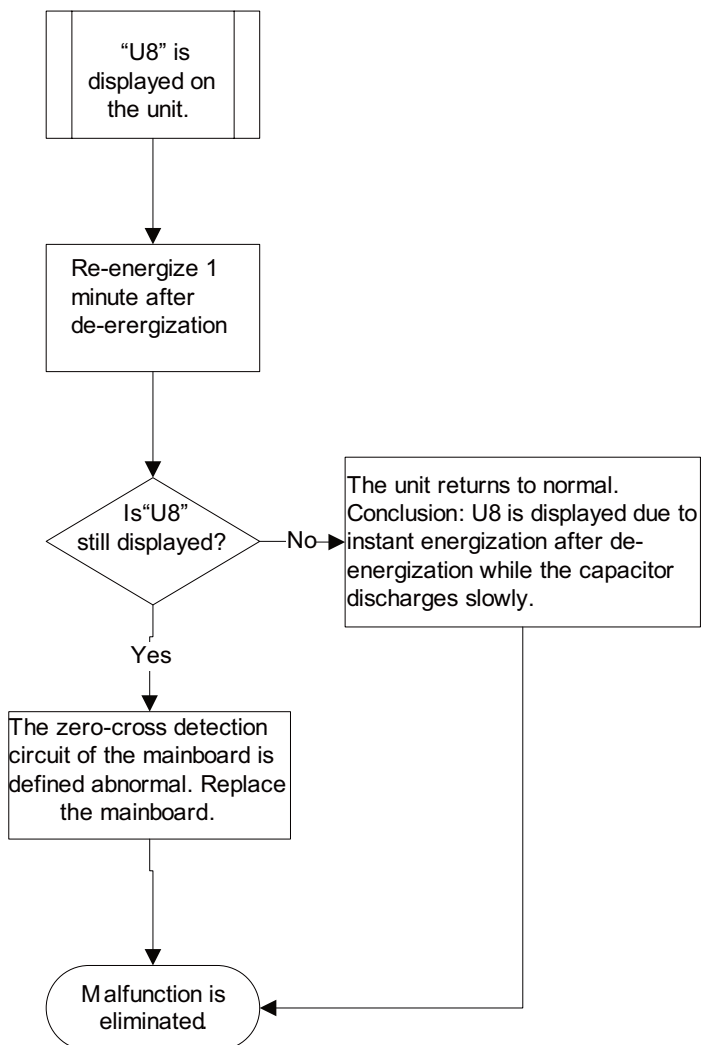 “U8” is
displayed on
the unit.
Re-energize 1
minute after
de-erergization
Is“U8”
still displayed?
No
The unit returns to normal.
Conclusion: U8 is displayed due to
instant energization after de-
energization while the capacitor
discharges slowly.
Yes
The zero-cross detection
circuit of the mainboard is
defined abnormal. Replace
the mainboard.
Malfunction is
eliminated.